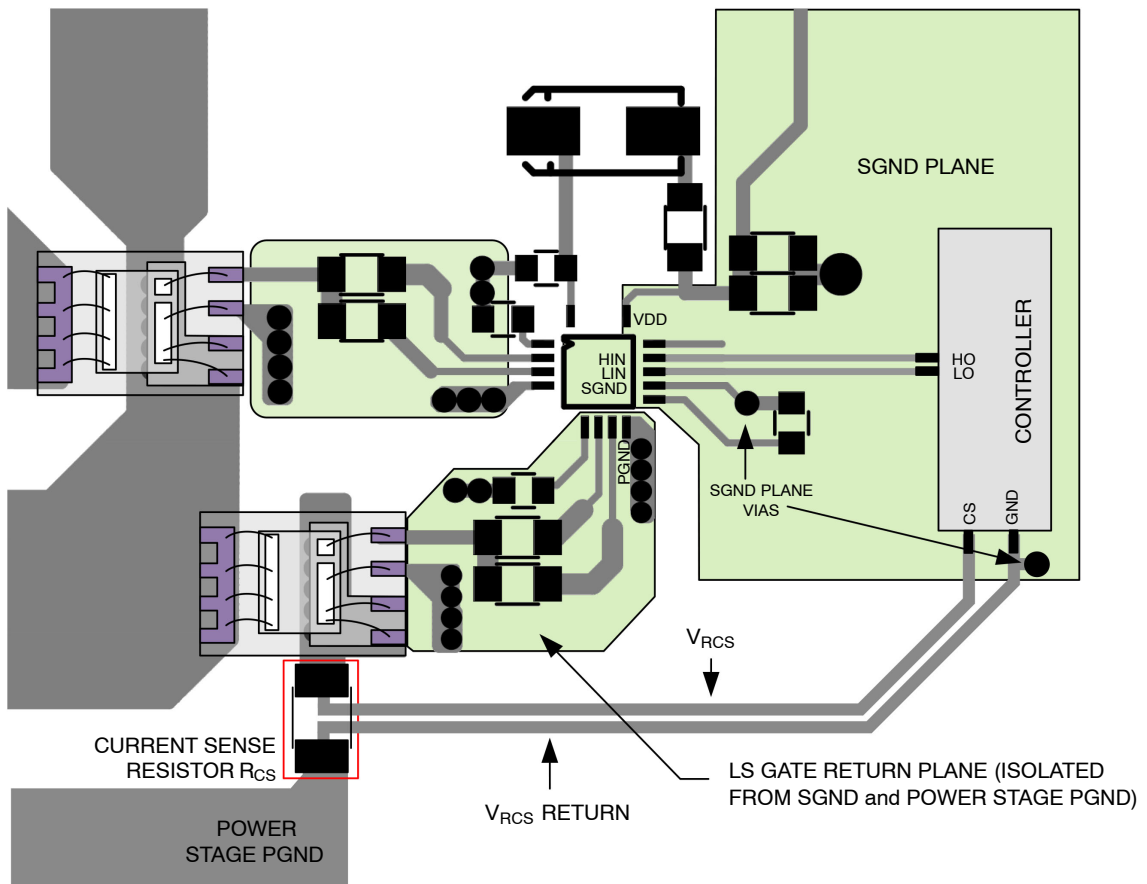 SGND PLANE
VDD
HIN
LIN
SGND
HO
LO
CONTROLLER
PGND
SGND PLANE
VIAS
CS
GND
VRCS
CURRENT SENSE
RESISTOR RCS
VRCS RETURN
LS GATE RETURN PLANE (ISOLATED
FROM SGND and POWER STAGE PGND)
POWER
STAGE PGND